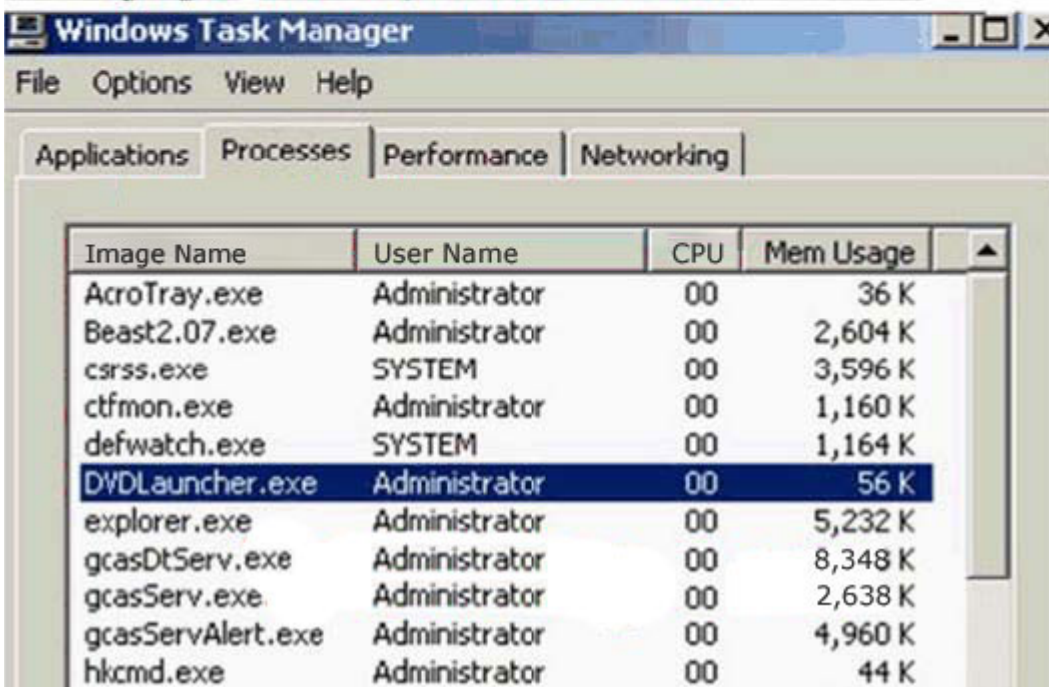 Windows Task Manager
File Options View Help
Applications Processes Performance Networking
Image Name User Name CPU Mem Usage
AcroTray.exe Administrator 00 36 K
Beast2.07.exe Administrator 00 2,604 K
csrss.exe SYSTEM 00 3,596 K
ctfmon.exe Administrator 00 1,160 K
defwatch.exe SYSTEM 00 1,164 K
DVDLauncher.exe Administrator 00 56 K
explorer.exe Administrator 00 5,232 K
gcasDtServ.exe Administrator 00 8,348 K
gcasServ.exe Administrator 00 2,638 K
gcasServAlert.exe Administrator 00 4,960 K
hkcmd.exe Administrator 00 44 K